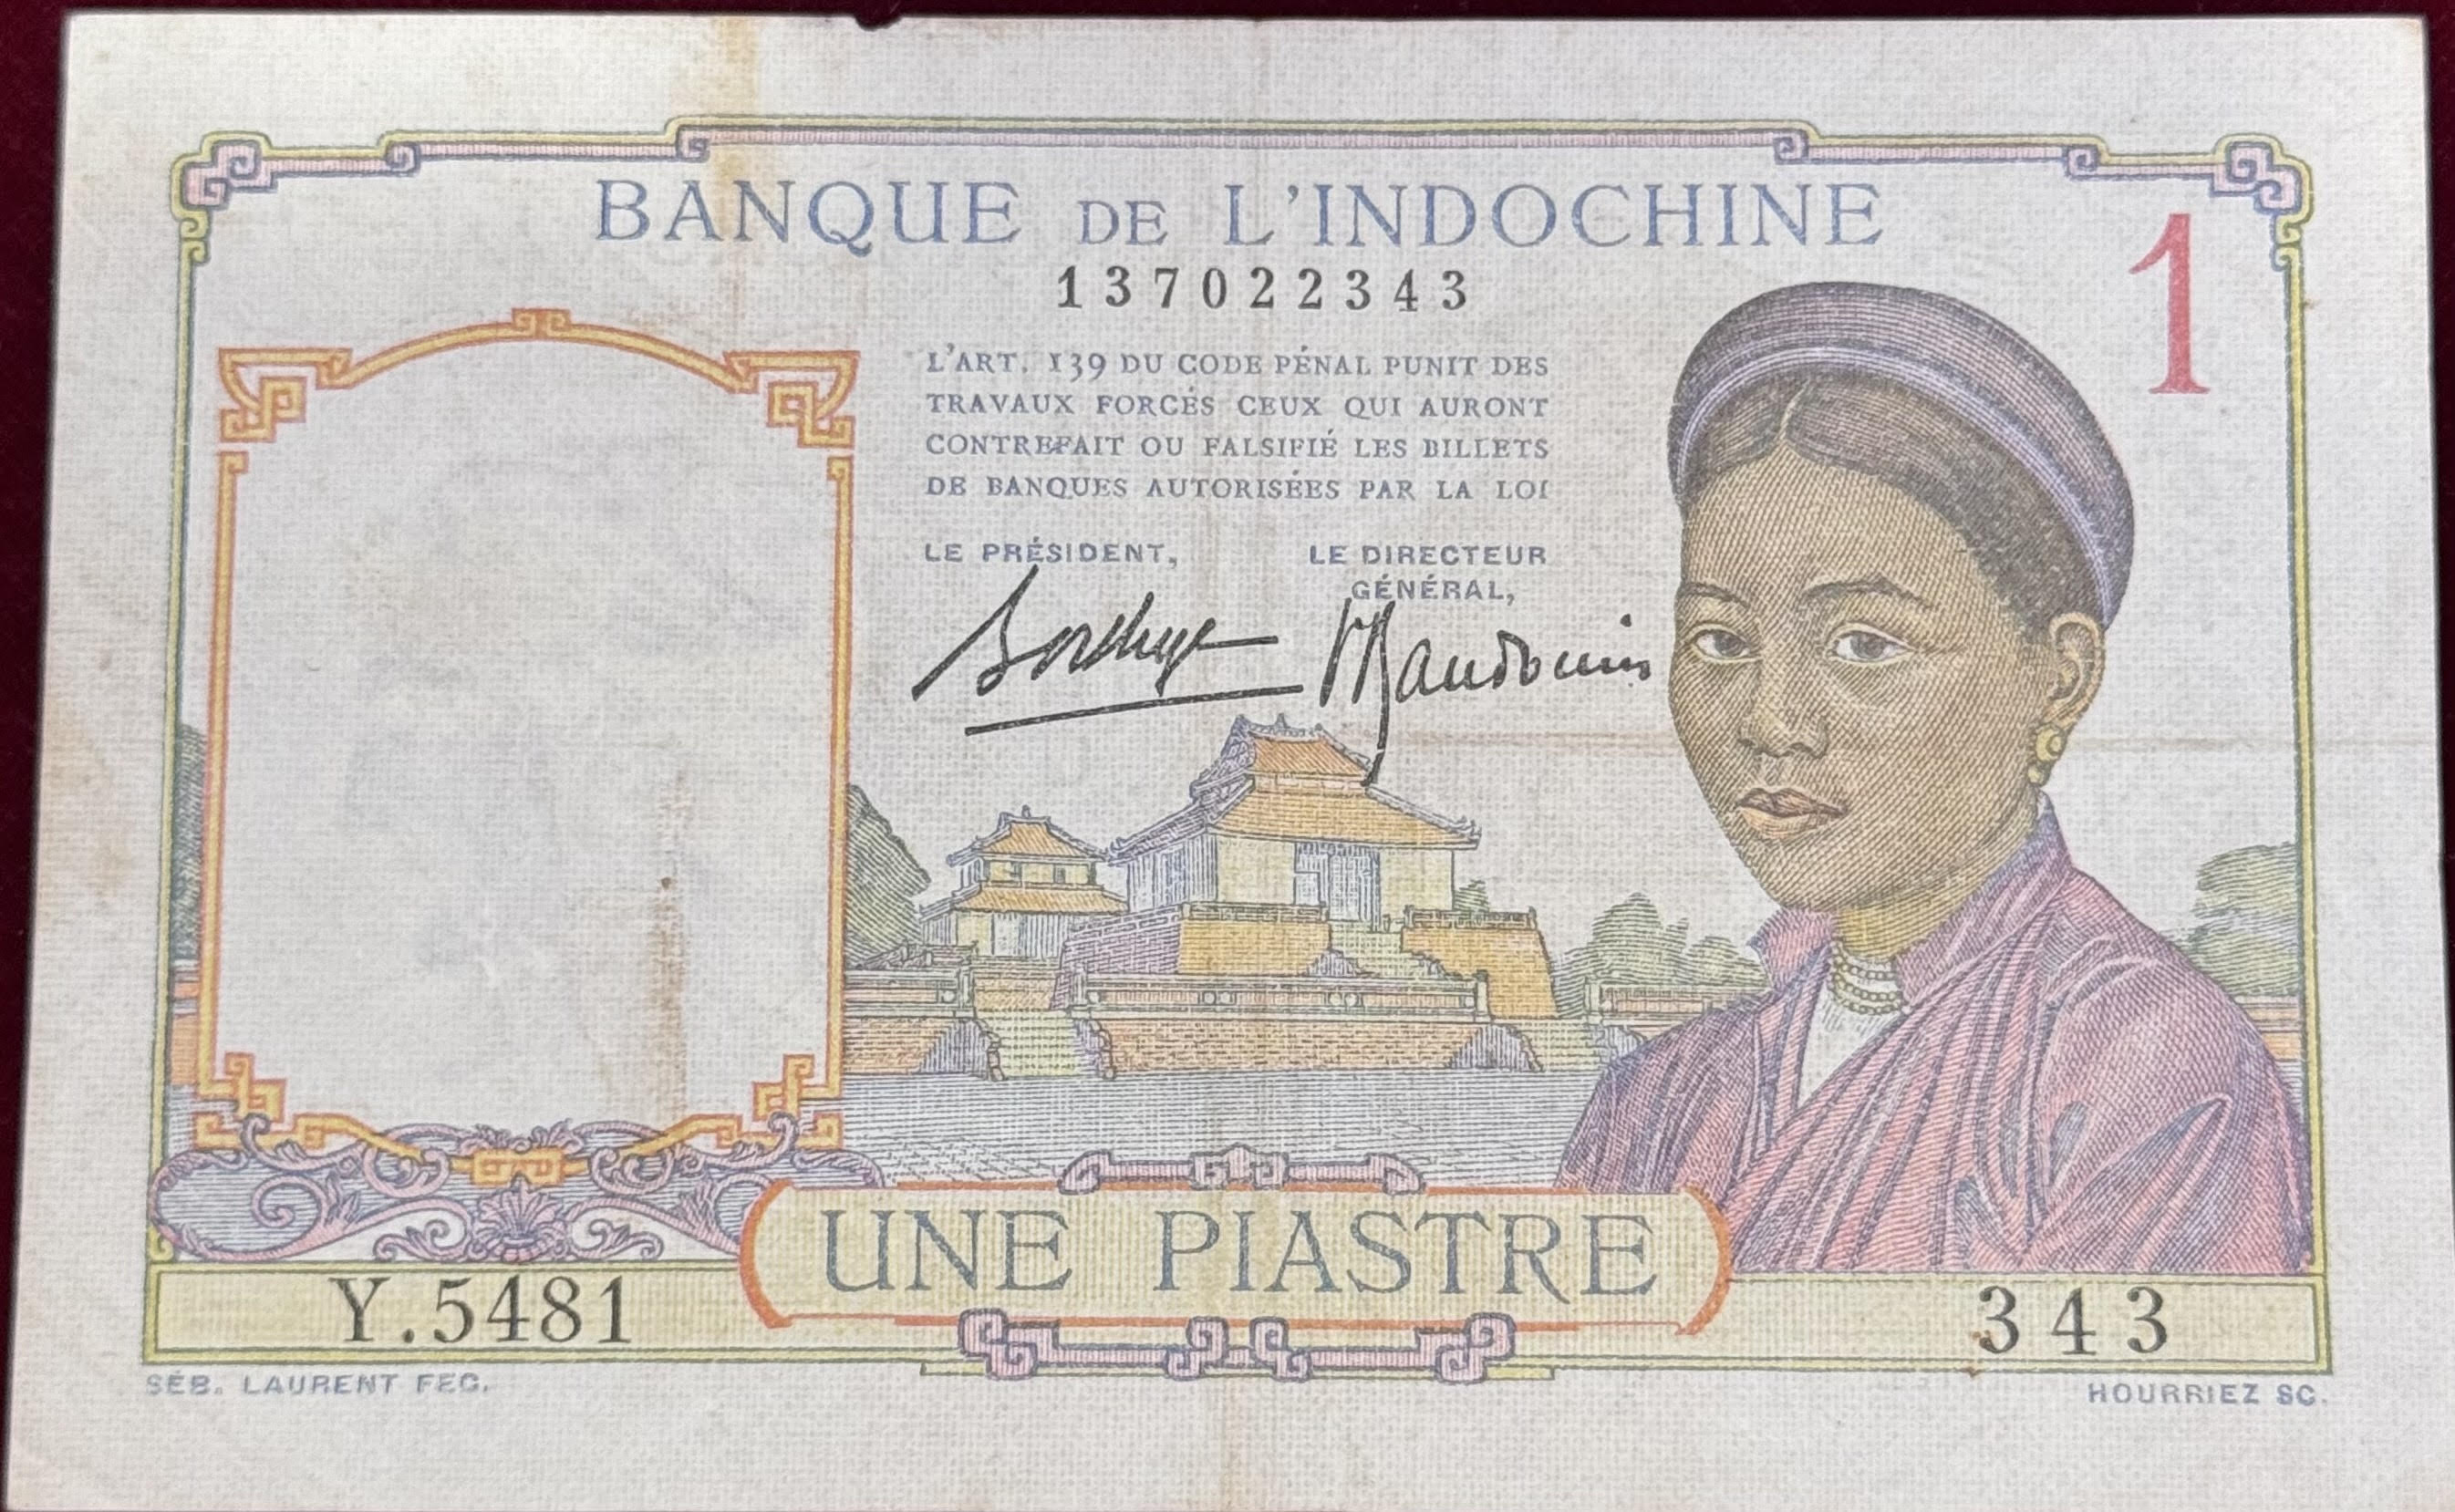 BANQUE DE L'INDOCHINE
1
137022343
L'ART. 139 DU CODE PÉNAL PUNIT DES
TRAVAUX FORCÉS CEUX QUI AURONT
CONTREFAIT OU FALSIFIÉ LES BILLETS
DE BANQUES AUTORISÉES PAR LA LOI
LE PRÉSIDENT,
LE DIRECTEUR
GÉNÉRAL,
UNE PIASTRE
Y.5481
343
SÉB. LAURENT FEC.
HOURRIEZ SC.